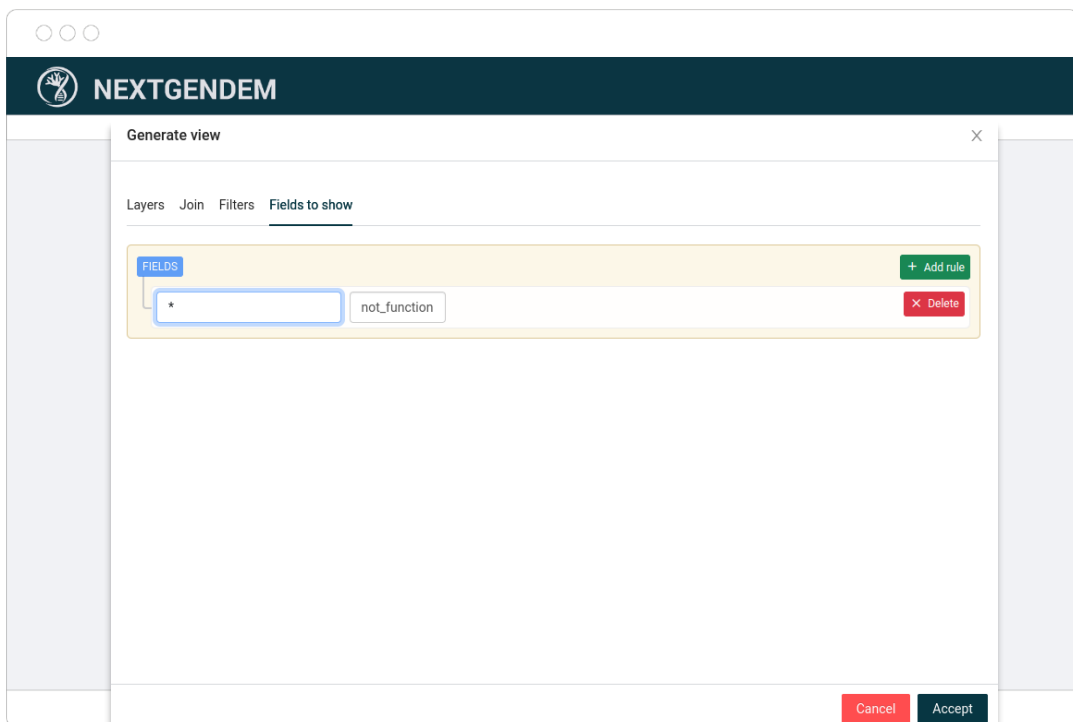 NEXTGENDEM
Generate view
Layers Join Filters Fields to show
FIELDS
+ Add rule
*
not_function
× Delete
Cancel
Accept